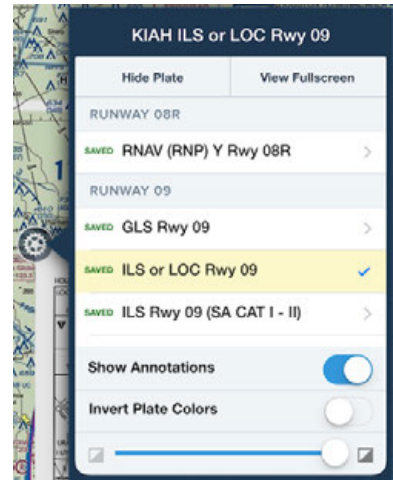 KIAH ILS or LOC Rwy 09
Hide Plate View Fullscreen
RUNWAY 08R
SAVED RNAV (RNP) Y Rwy 08R
RUNWAY 09
SAVED GLS Rwy 09
SAVED ILS or LOC Rwy 09
SAVED ILS Rwy 09 (SA CAT I - II)
Show Annotations
Invert Plate Colors